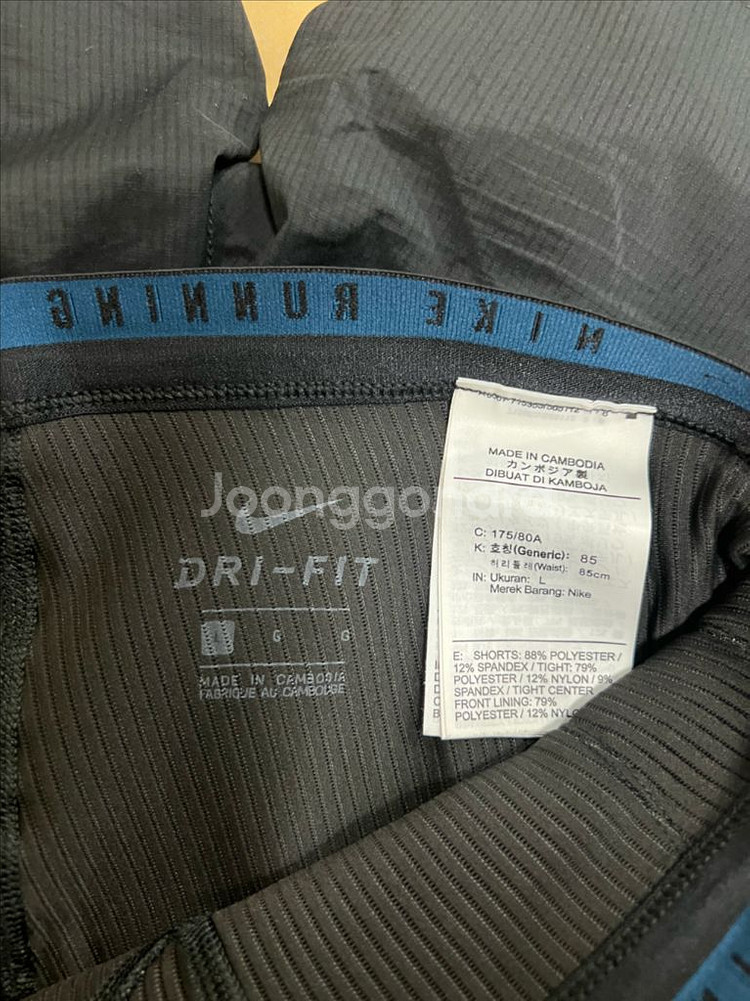 NIKE RUNNING
MADE IN CAMBODIA
カンボジア製
DIBUAT DI KAMBOJA
C: 175/80A
K: 호칭(Generic): 85
허리둘레(Waist): 85cm
IN: Ukuran: L
Merek Barang: Nike
E: SHORTS: 88% POLYESTER /
12% SPANDEX / TIGHT: 79%
POLYESTER / 12% NYLON / 9%
SPANDEX / TIGHT CENTER
FRONT LINING: 79%
POLYESTER / 12% NYLO
DRI-FIT
L G G
MADE IN CAMBODIA
FABRIQUE AU CAMBODGE